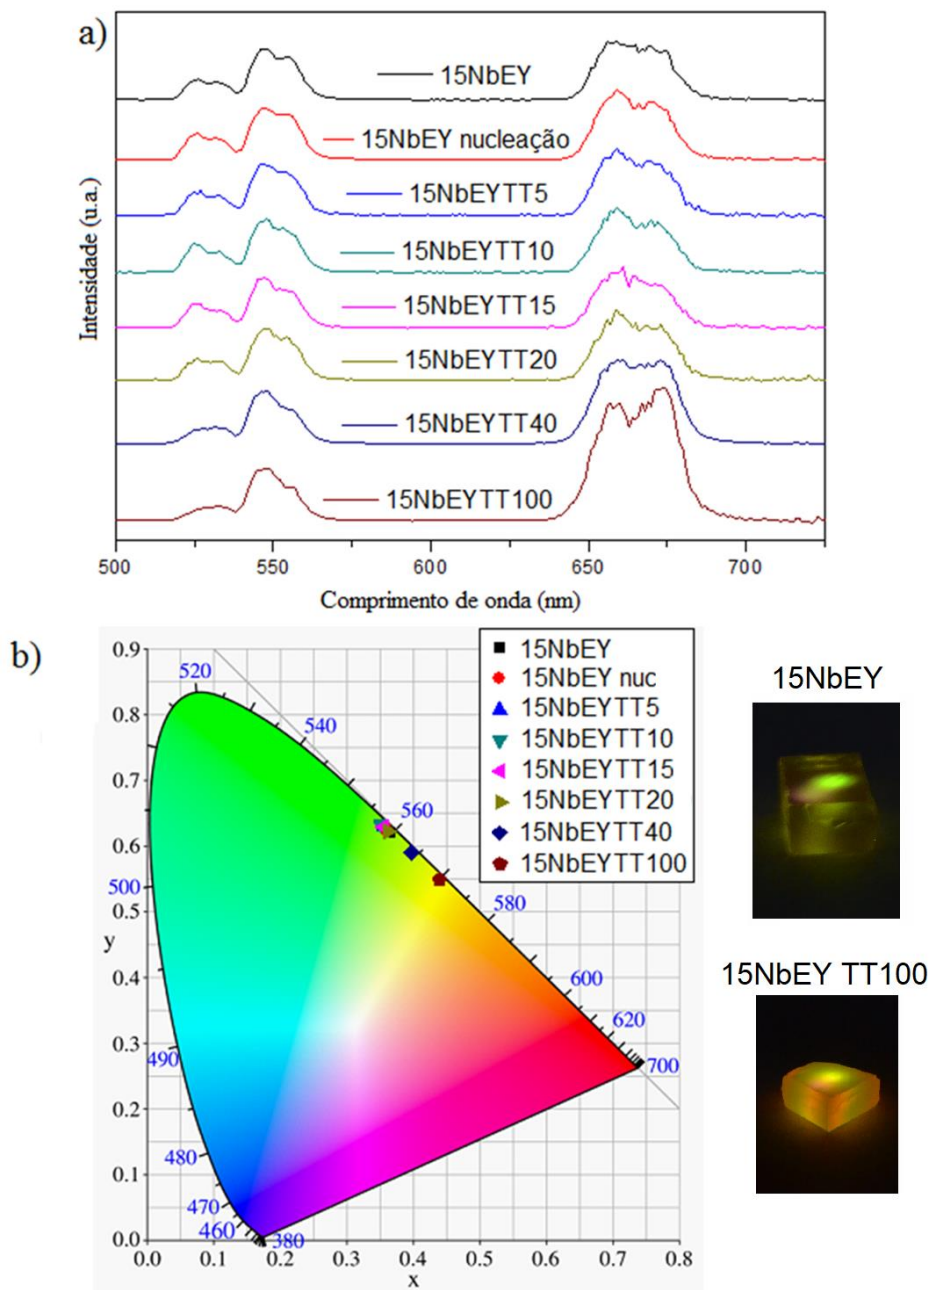 a)
15NbEY
15NbEY nucleação
15NbEYTT5
15NbEYTT10
15NbEYTT15
15NbEYTT20
15NbEYTT40
15NbEYTT100
Intensidade (u.a.)
500 550 600 650 700
Comprimento de onda (nm)
b)
15NbEY
15NbEY nuc
15NbEYTT5
15NbEYTT10
15NbEYTT15
15NbEYTT20
15NbEYTT40
15NbEYTT100
0.9
0.8
0.7
0.6
0.5
y
0.4
0.3
0.2
0.1
0.0
520
540
560
500
580
600
620
490
700
480
470
460
380
0.0 0.1 0.2 0.3 0.4 0.5 0.6 0.7 0.8
x
15NbEY
15NbEY TT100